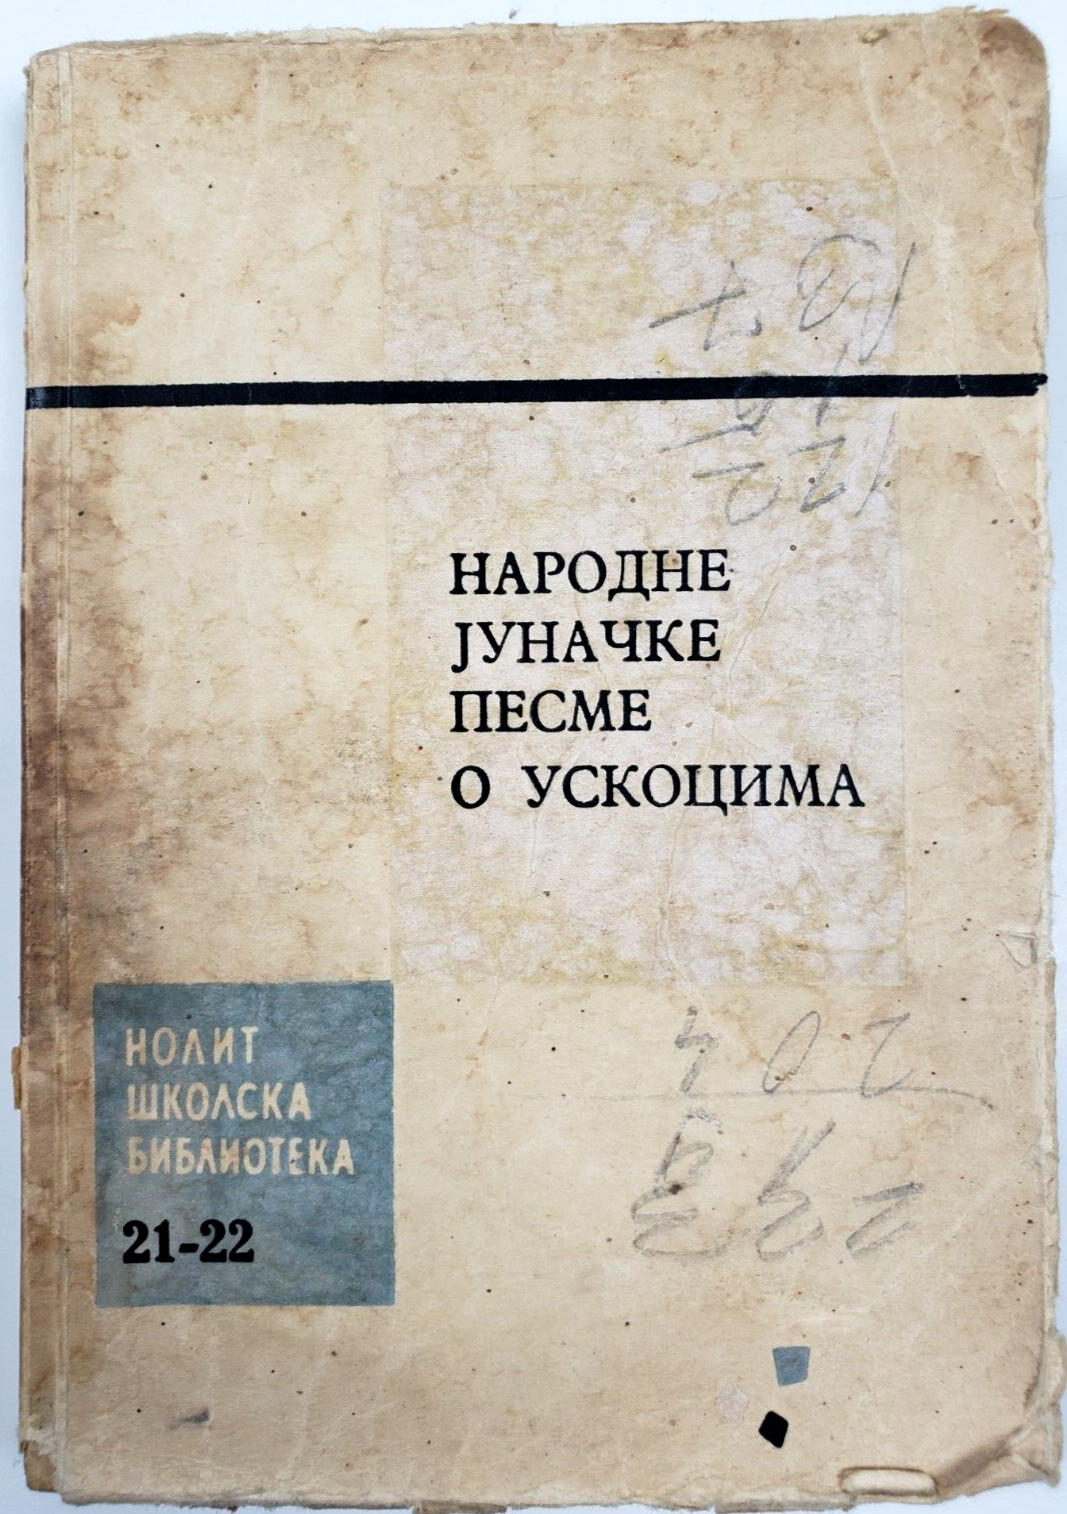 НАРОДНЕ
ЈУНАЧКЕ
ПЕСМЕ
О УСКОЦИМА
НОЛИТ
ШКОЛСКА
БИБЛИОТЕКА
21-22